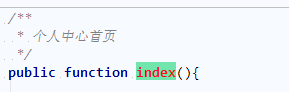 /**
 * 个人中心首页
 */
public function index(){